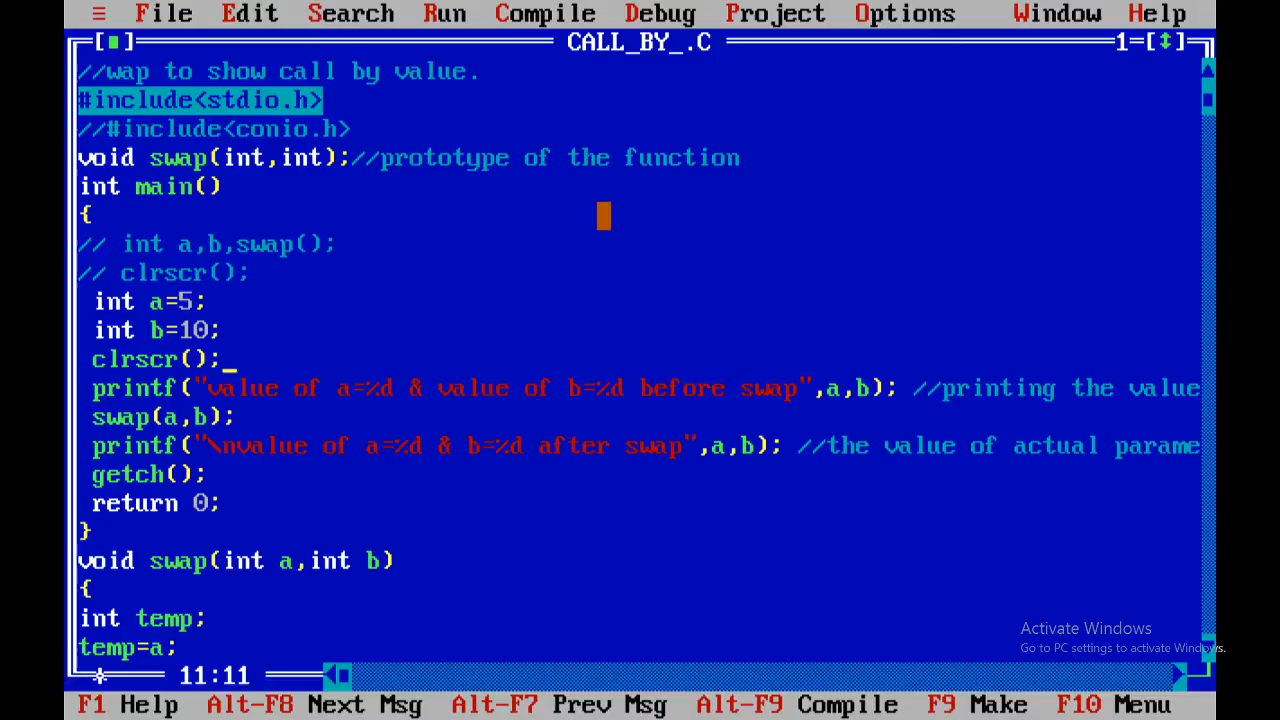 ≡ File Edit Search Run Compile Debug Project Options Window Help
[■] CALL_BY_.C 1=[↕]
//wap to show call by value.
#include<stdio.h>
//#include<conio.h>
void swap(int,int);//prototype of the function
int main()
{
// int a,b,swap();
// clrscr();
int a=5;
int b=10;
clrscr();_
printf("value of a=%d & value of b=%d before swap",a,b); //printing the value
swap(a,b);
printf("\nvalue of a=%d & b=%d after swap",a,b); //the value of actual parame
getch();
return 0;
}
void swap(int a,int b)
{
int temp;
temp=a;
Activate Windows
Go to PC settings to activate Windows.
11:11
F1 Help Alt-F8 Next Msg Alt-F7 Prev Msg Alt-F9 Compile F9 Make F10 Menu